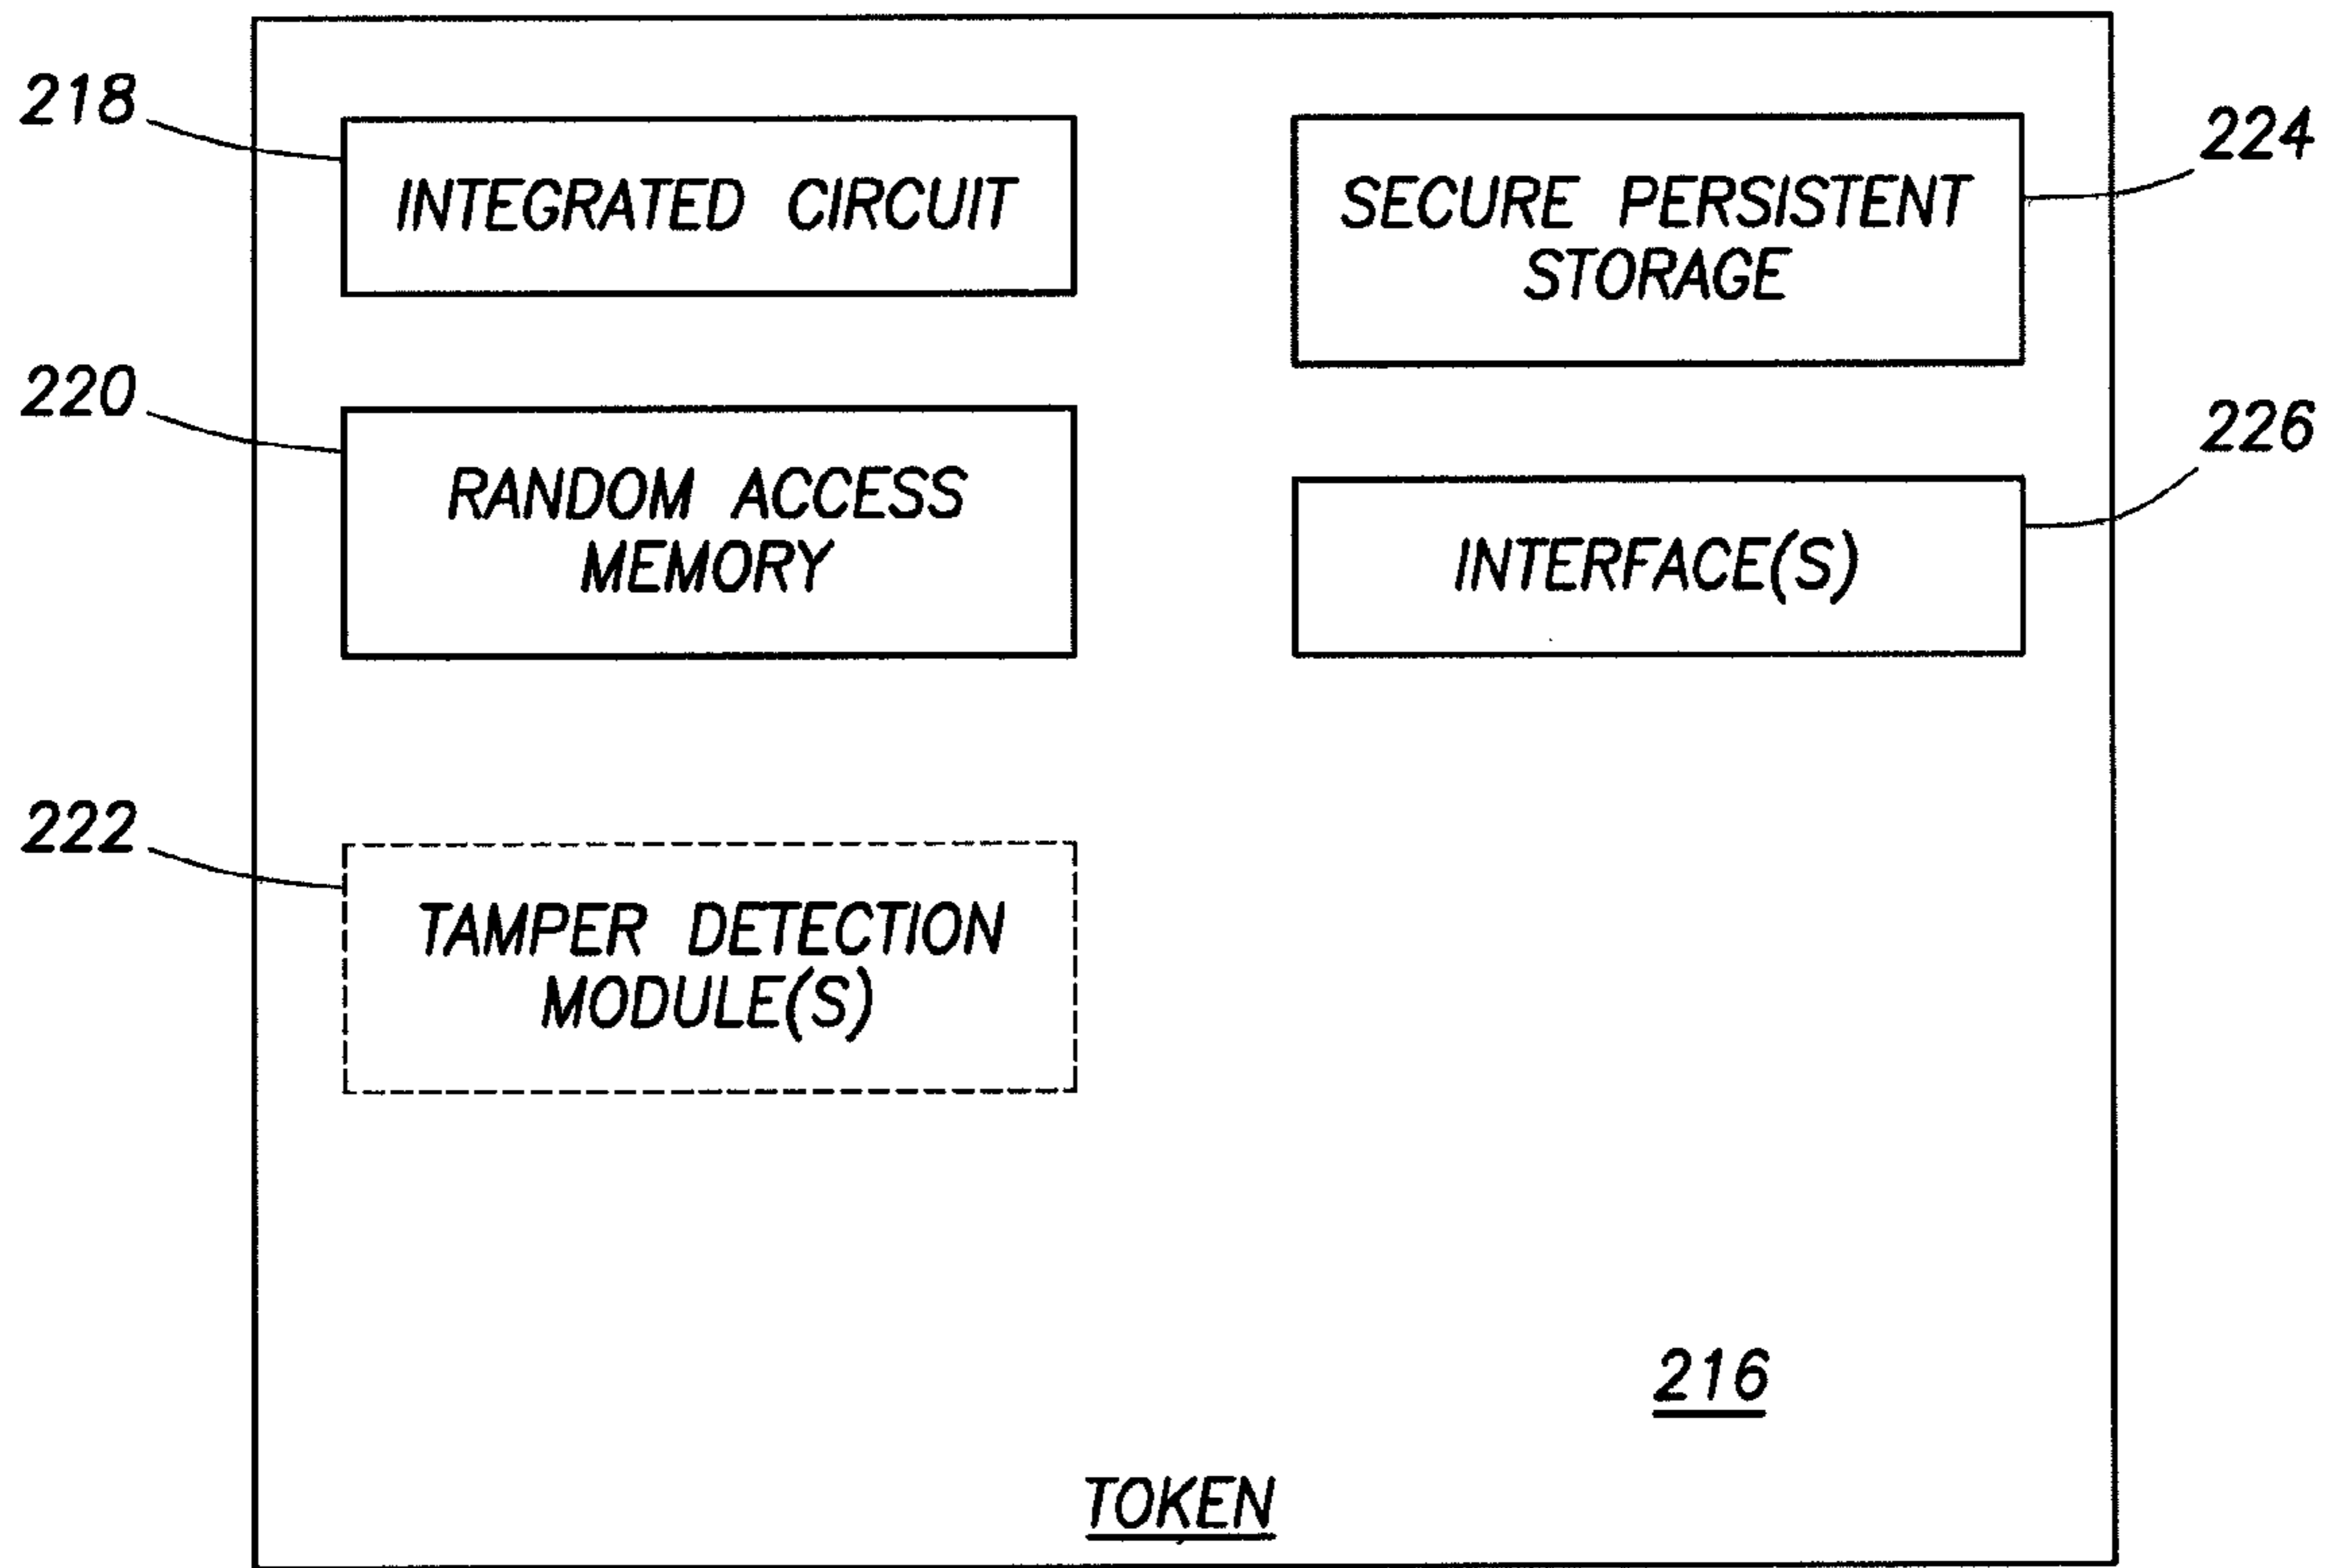 218
INTEGRATED CIRCUIT
SECURE PERSISTENT
STORAGE
224
220
RANDOM ACCESS
MEMORY
INTERFACE(S)
226
222
TAMPER DETECTION
MODULE(S)
216
TOKEN